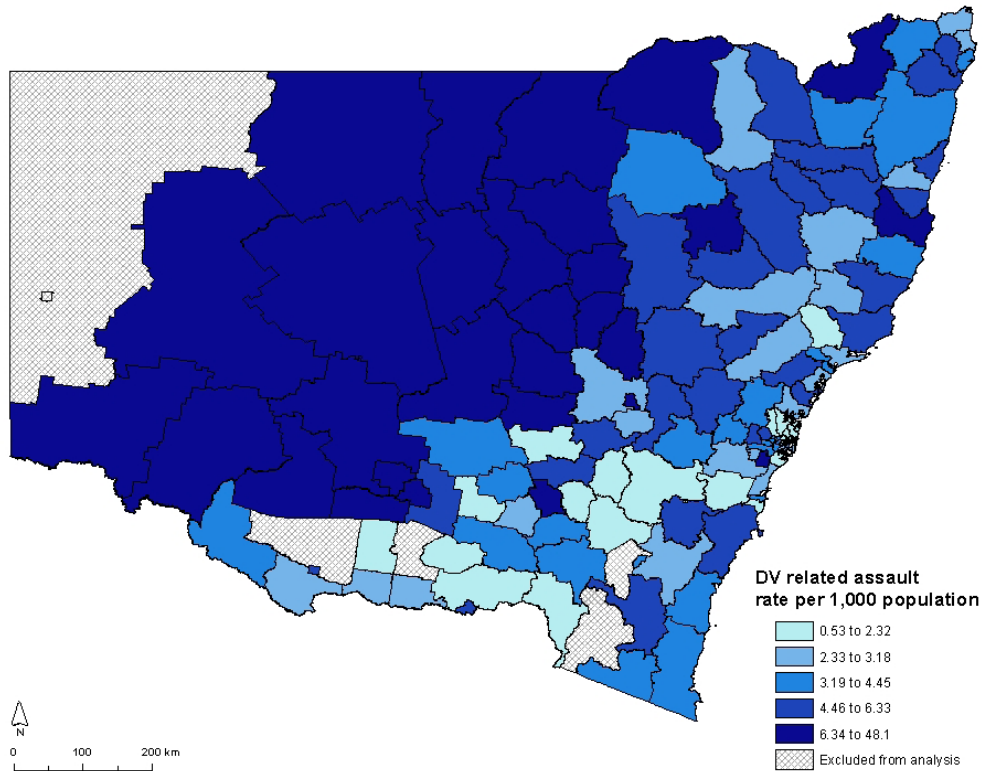 DV related assault
rate per 1,000 population
0.53 to 2.32
2.33 to 3.18
3.19 to 4.45
4.46 to 6.33
6.34 to 48.1
Excluded from analysis
N
0 100 200 km